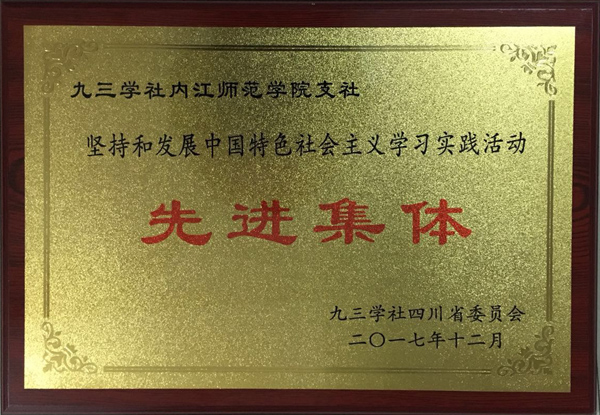 九三学社内江师范学院支社
坚持和发展中国特色社会主义学习实践活动
先进集体
九三学社四川省委员会
二〇一七年十二月